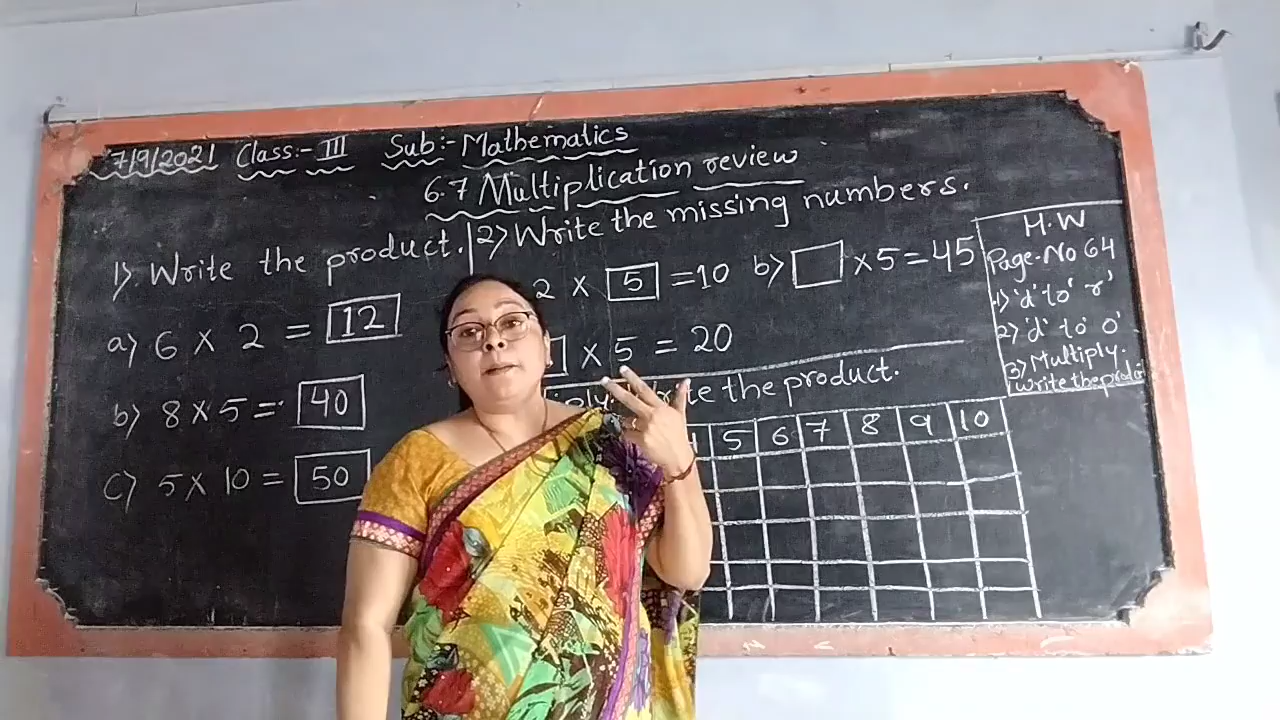 7/9/2021 Class:- III Sub:- Mathematics
6.7 Multiplication review
1). Write the product.
a) 6 x 2 = 12
b) 8 x 5 = 40
c) 5 x 10 = 50
2) Write the missing numbers.
2 x 5 = 10 b) x 5 = 45
x 5 = 20
the product.
5 6 7 8 9 10
H.W
Page-No 64
1) 'd' to 'r'
2) 'd' to 'o'
3) Multiply.
write the